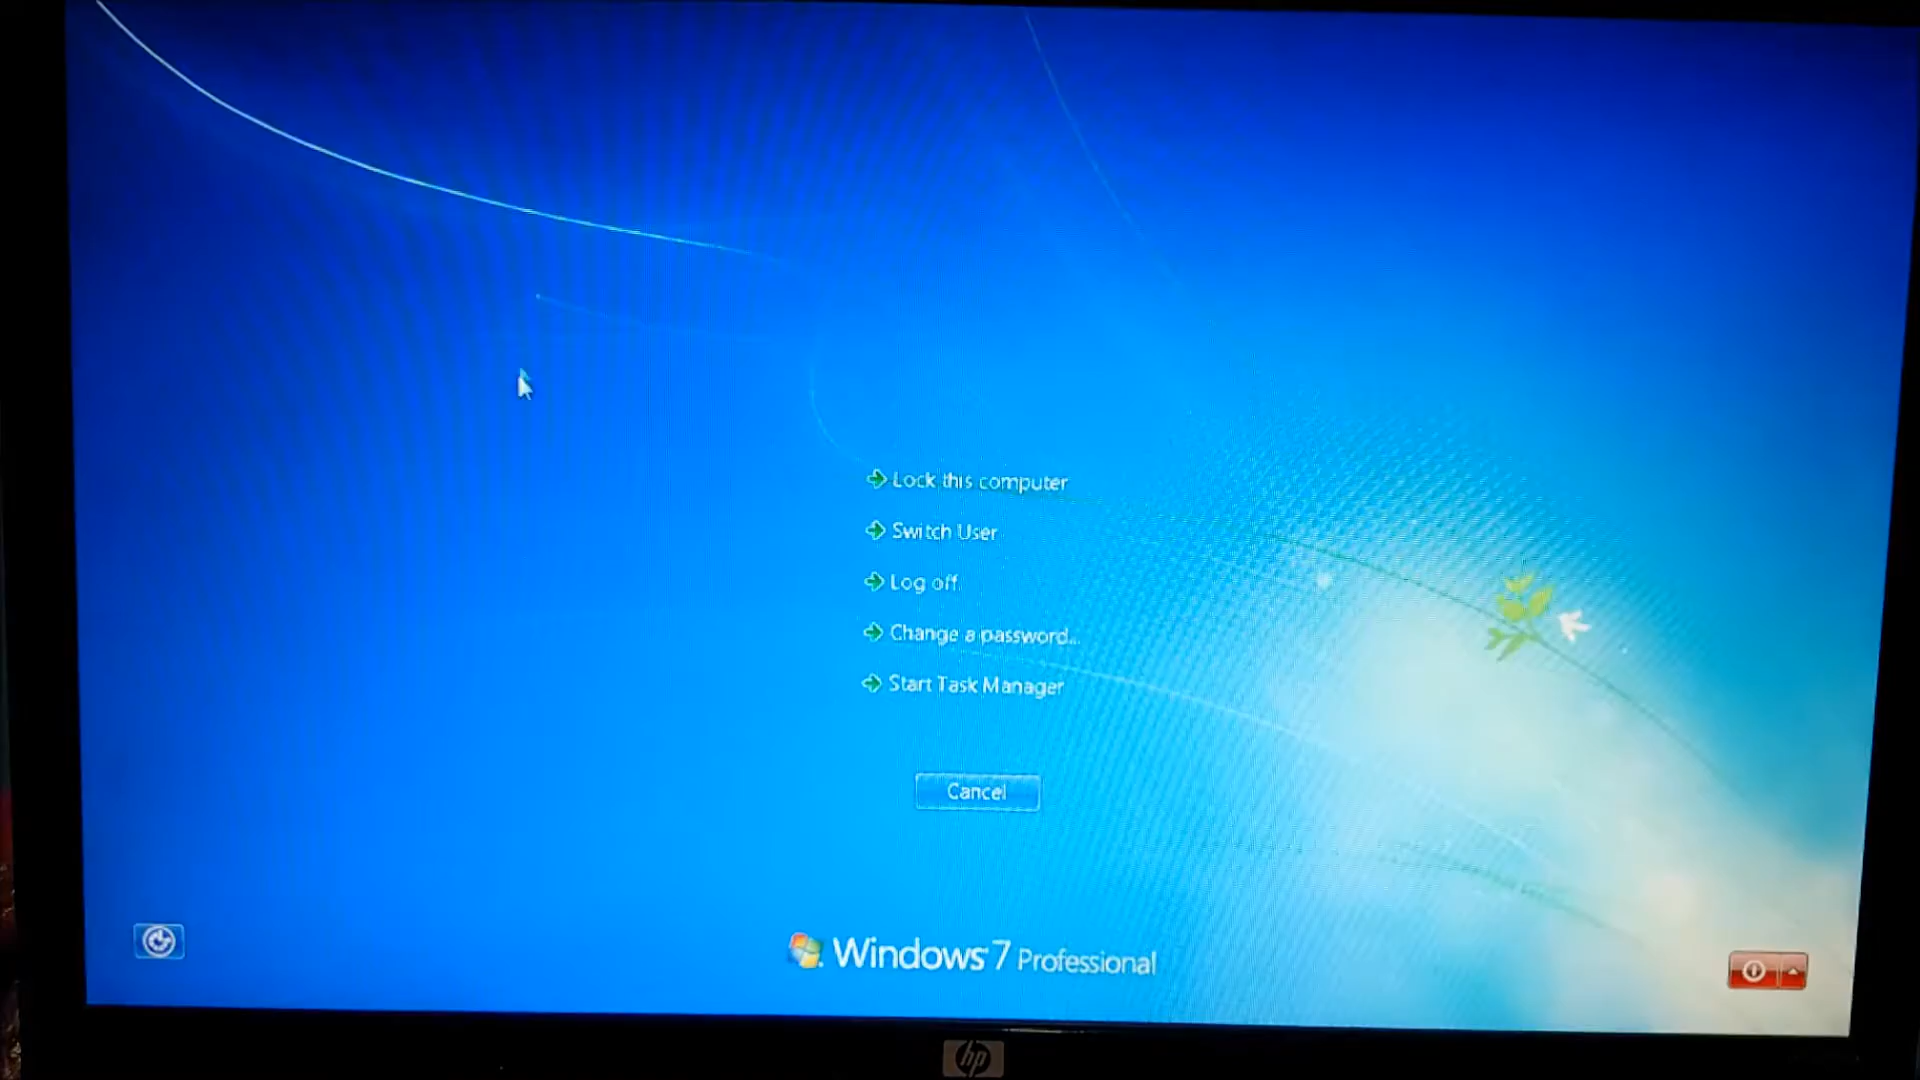 Lock this computer
Switch User
Log off
Change a password...
Start Task Manager
Cancel
Windows 7 Professional
hp